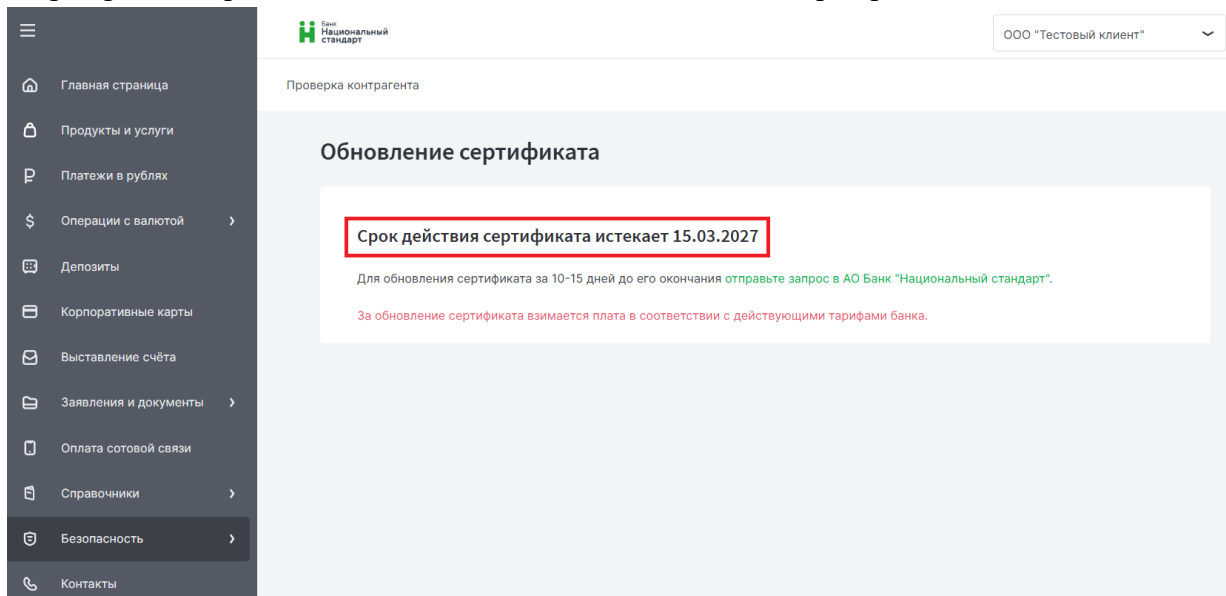 Банк
Национальный
стандарт
ООО "Тестовый клиент"
Главная страница
Продукты и услуги
Платежи в рублях
Операции с валютой
Депозиты
Корпоративные карты
Выставление счёта
Заявления и документы
Оплата сотовой связи
Справочники
Безопасность
Контакты
Проверка контрагента
Обновление сертификата
Срок действия сертификата истекает 15.03.2027
Для обновления сертификата за 10-15 дней до его окончания отправьте запрос в АО Банк "Национальный стандарт".
За обновление сертификата взимается плата в соответствии с действующими тарифами банка.